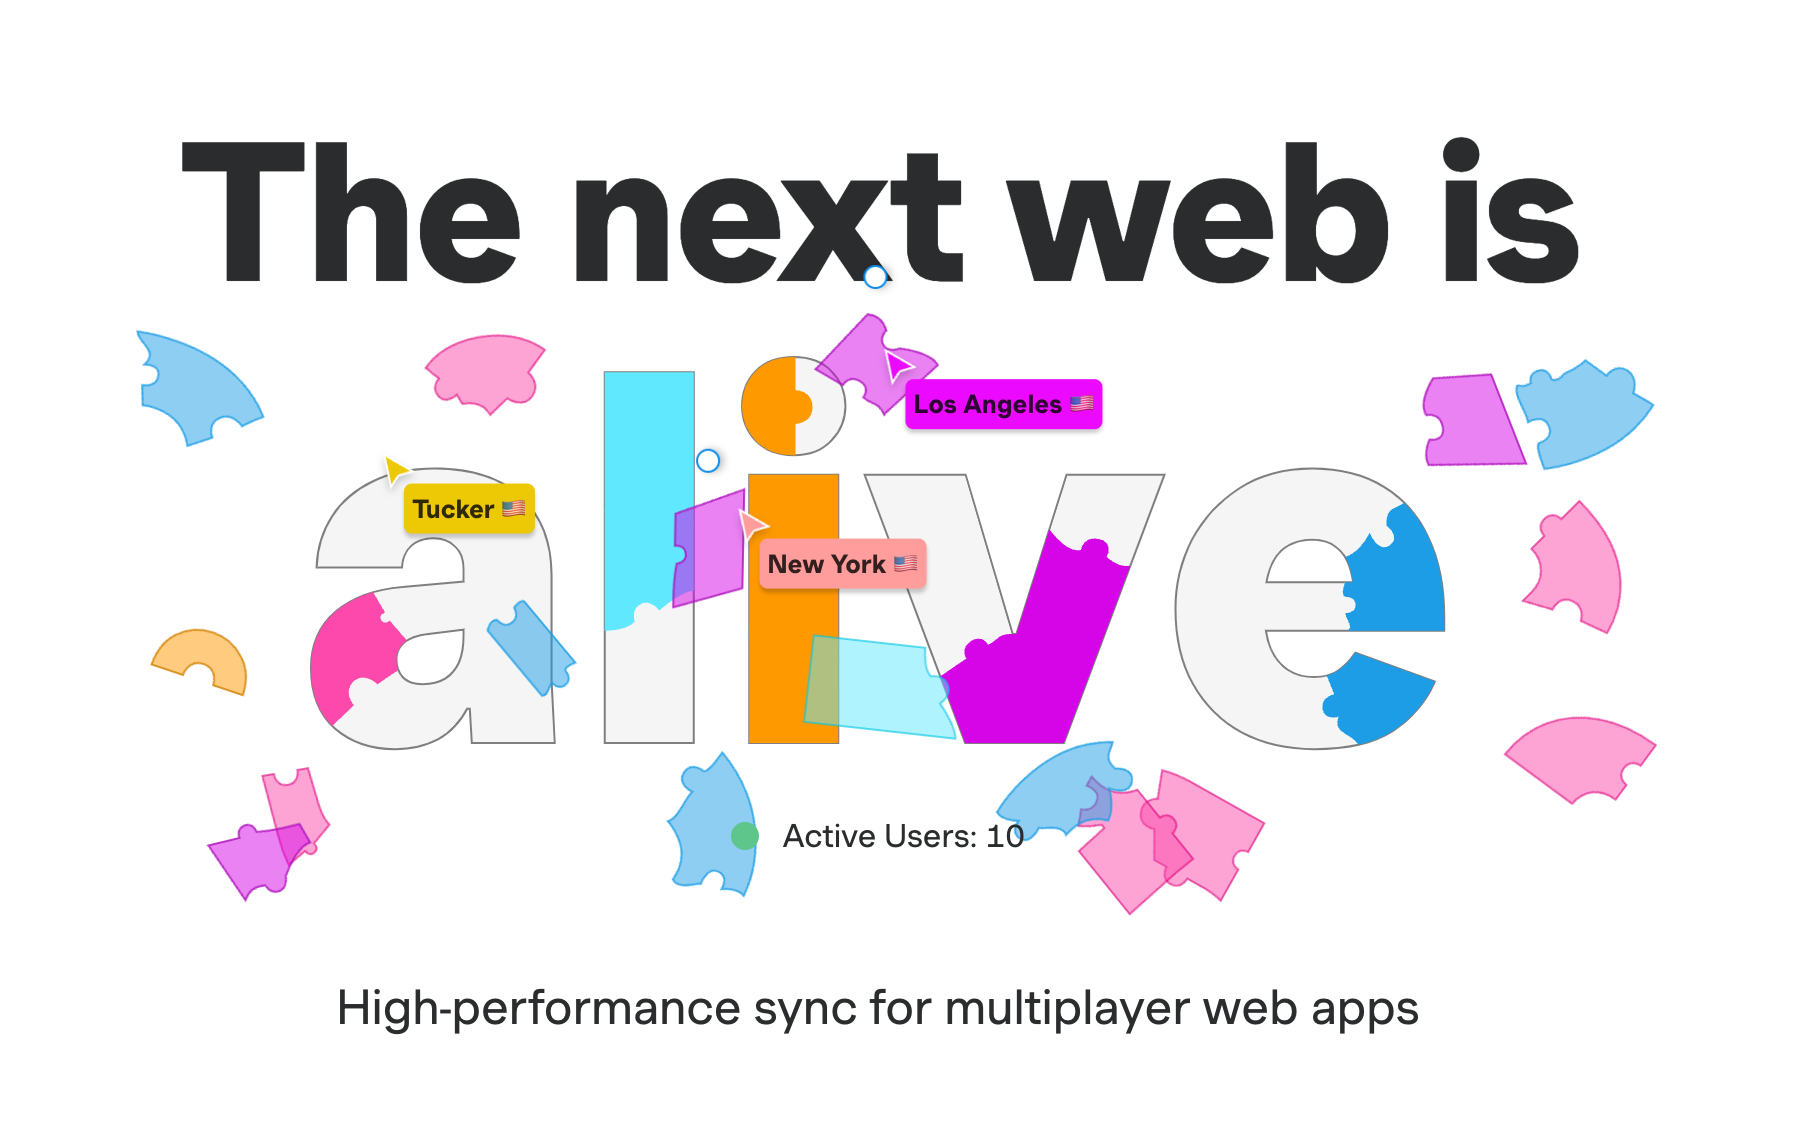 The next web is
alive
Los Angeles 🇺🇸
Tucker 🇺🇸
New York 🇺🇸
Active Users: 10
High-performance sync for multiplayer web apps